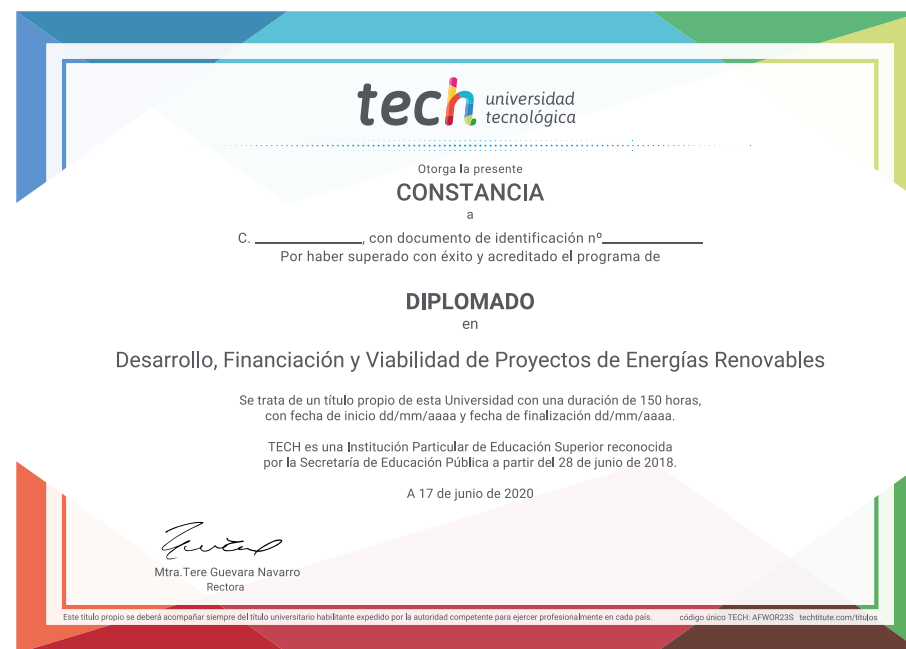 tech universidad
tecnológica
Otorga la presente
CONSTANCIA
a
C. ____________, con documento de identificación nº____________
Por haber superado con éxito y acreditado el programa de
DIPLOMADO
en
Desarrollo, Financiación y Viabilidad de Proyectos de Energías Renovables
Se trata de un título propio de esta Universidad con una duración de 150 horas,
con fecha de inicio dd/mm/aaaa y fecha de finalización dd/mm/aaaa.
TECH es una Institución Particular de Educación Superior reconocida
por la Secretaría de Educación Pública a partir del 28 de junio de 2018.
A 17 de junio de 2020
Mtra.Tere Guevara Navarro
Rectora
Este título propio se deberá acompañar siempre del título universitario habilitante expedido por la autoridad competente para ejercer profesionalmente en cada país. código único TECH: AFWOR23S techtitute.com/titulos